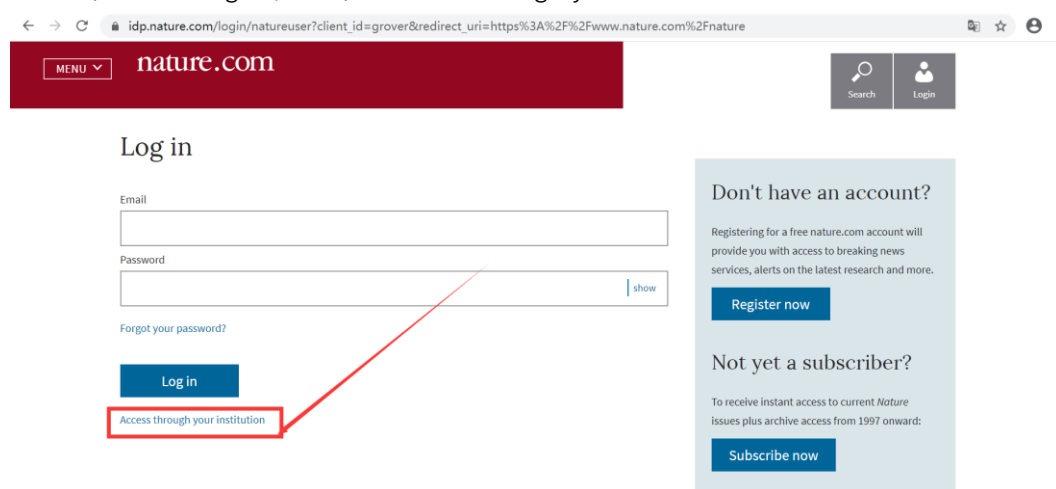 idp.nature.com/login/natureuser?client_id=grover&redirect_uri=https%3A%2F%2Fwww.nature.com%2Fnature
MENU
nature.com
Search
Login
Log in
Email
Password
show
Forgot your password?
Log in
Access through your institution
Don't have an account?
Registering for a free nature.com account will
provide you with access to breaking news
services, alerts on the latest research and more.
Register now
Not yet a subscriber?
To receive instant access to current Nature
issues plus archive access from 1997 onward:
Subscribe now